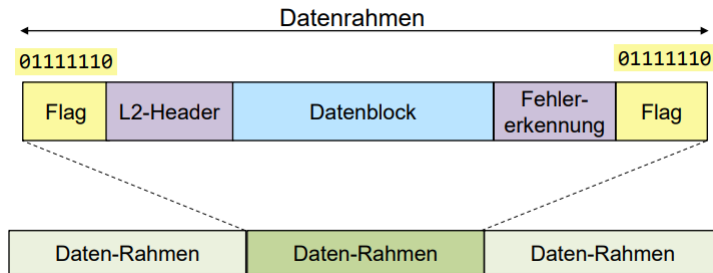 Datenrahmen
01111110 01111110
Flag L2-Header Datenblock Fehler-
erkennung Flag
Daten-Rahmen Daten-Rahmen Daten-Rahmen